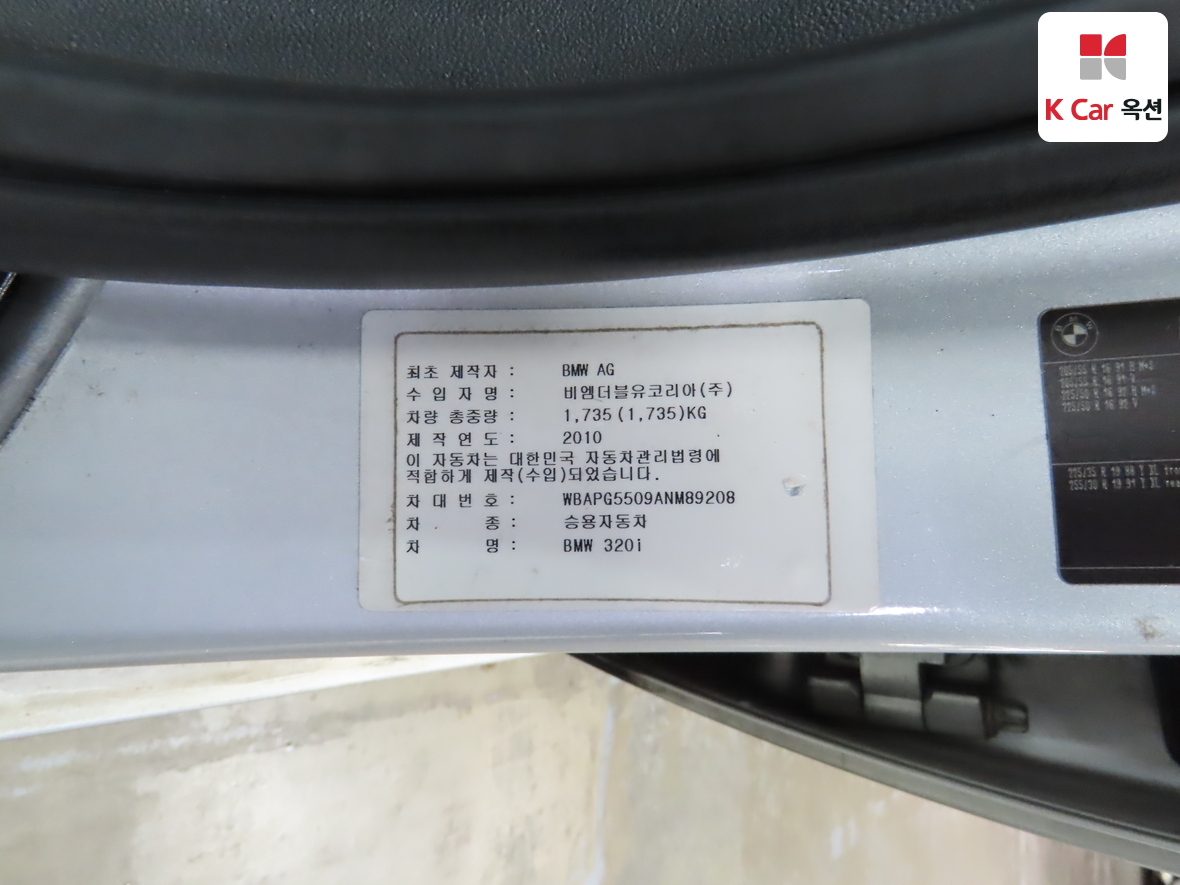 K Car 옥션
최초 제작자 : BMW AG
수 입 자 명 : 비엠더블유코리아(주)
차량 총중량 : 1,735(1,735)KG
제 작 연 도 : 2010
이 자동차는 대한민국 자동차관리법령에
적합하게 제작(수입)되었습니다.
차 대 번 호 : WBAPG5509ANM89208
차 종 : 승용자동차
차 명 : BMW 320i